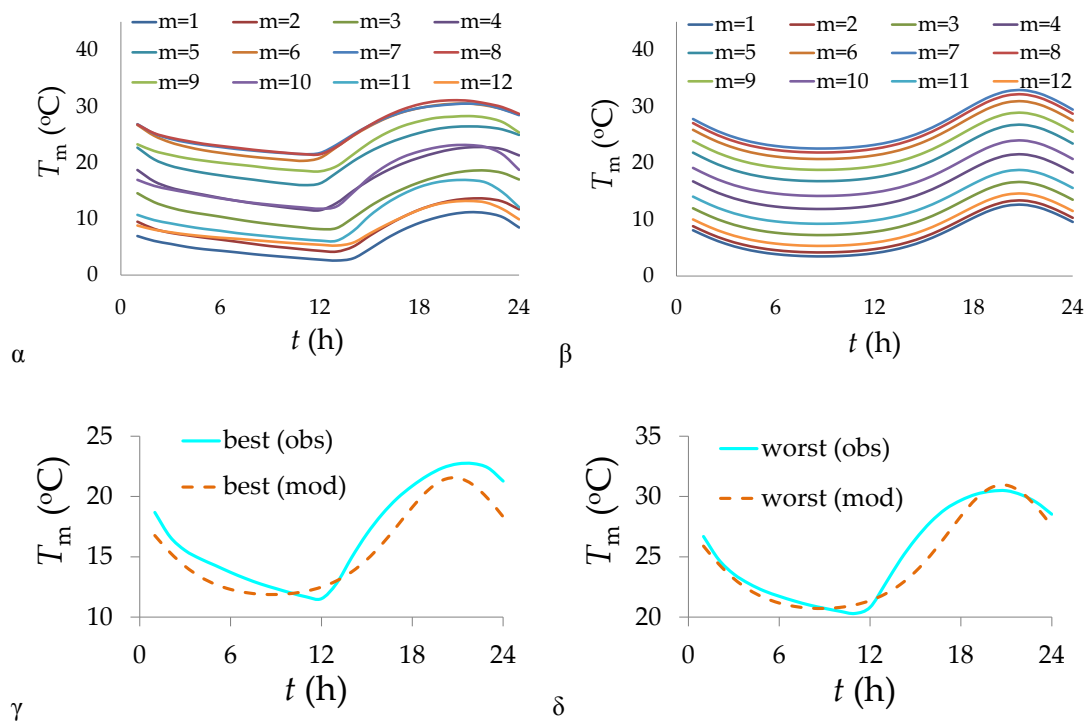 m=1 m=2 m=3 m=4
m=5 m=6 m=7 m=8
m=9 m=10 m=11 m=12
Tm (oC)
40
30
20
10
0
0 6 12 18 24
t (h)
α
m=1 m=2 m=3 m=4
m=5 m=6 m=7 m=8
m=9 m=10 m=11 m=12
Tm (oC)
40
30
20
10
0
0 6 12 18 24
t (h)
β
best (obs)
best (mod)
Tm (oC)
25
20
15
10
0 6 12 18 24
t (h)
γ
worst (obs)
worst (mod)
Tm (oC)
35
30
25
20
0 6 12 18 24
t (h)
δ